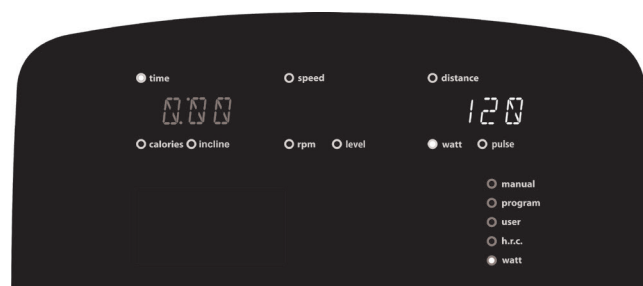 time speed distance
0:00 120
calories incline rpm level watt pulse
manual
program
user
h.r.c.
watt